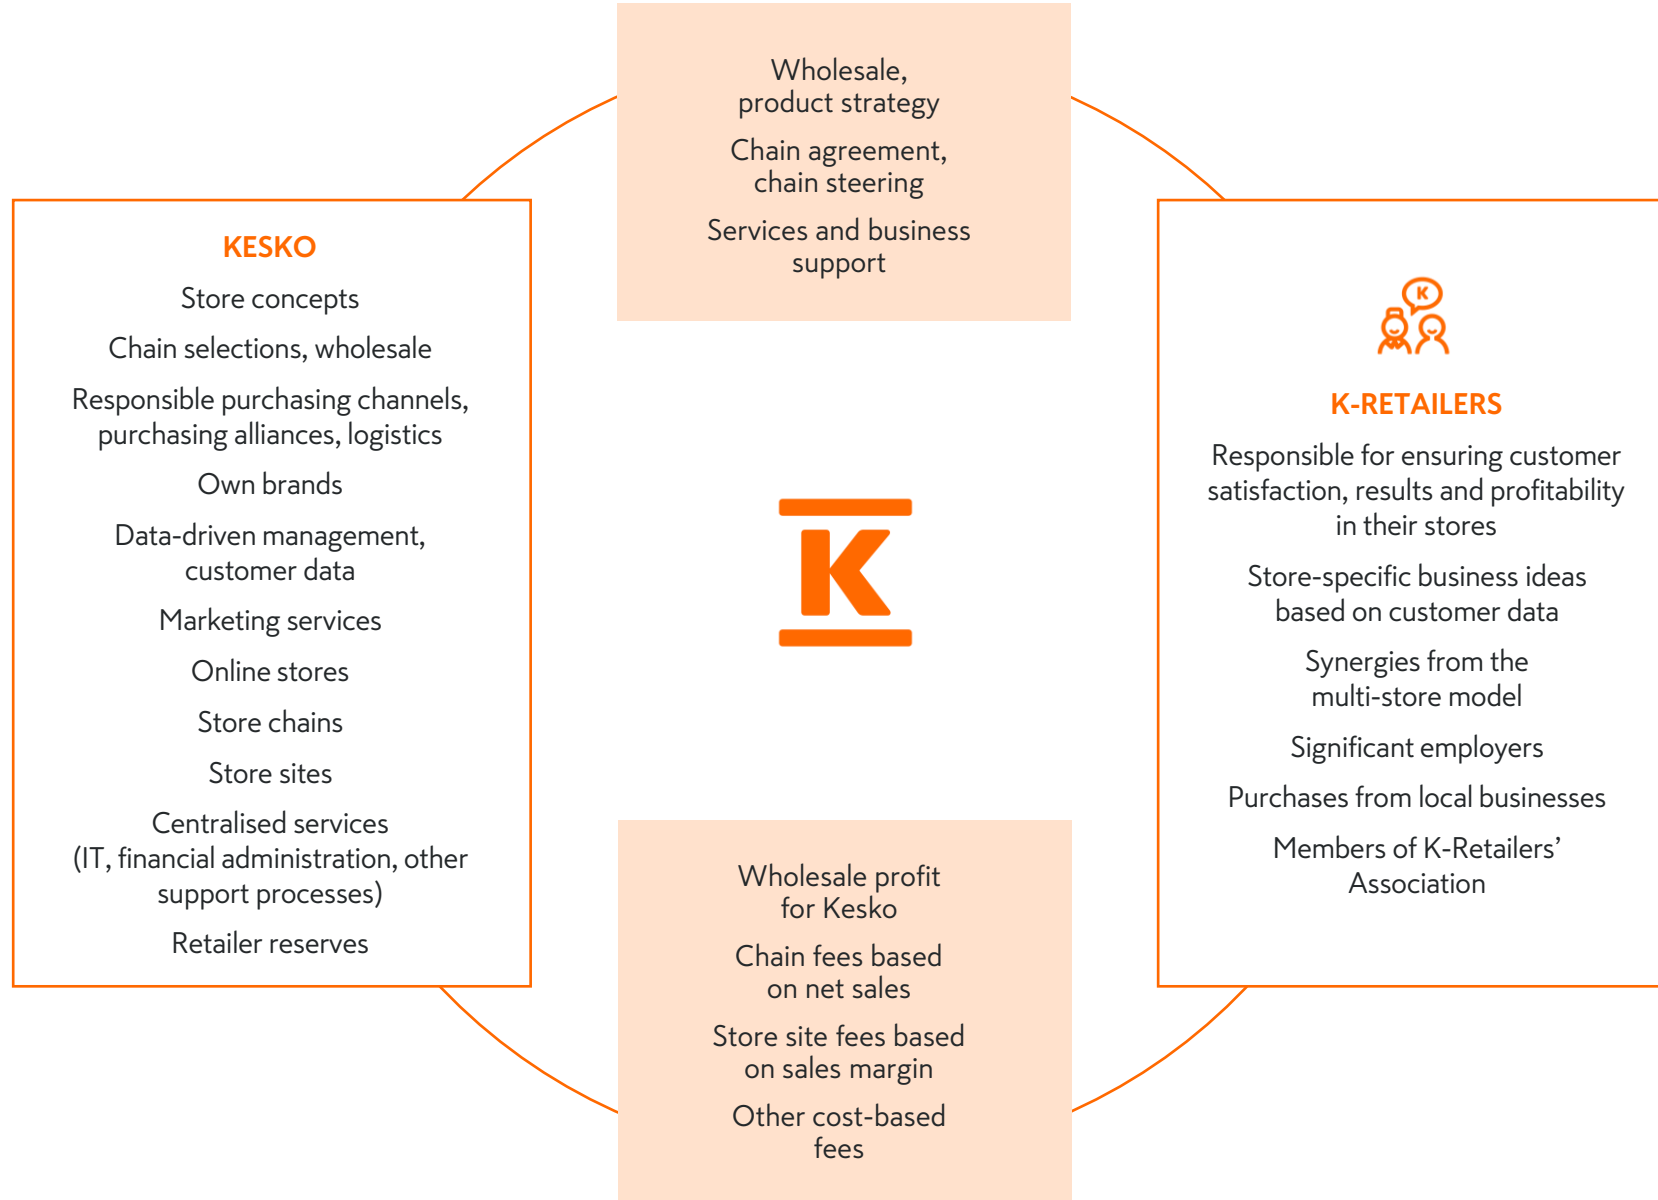 Wholesale,
product strategy
Chain agreement,
chain steering
Services and business
support
KESKO
Store concepts
Chain selections, wholesale
Responsible purchasing channels,
purchasing alliances, logistics
Own brands
Data-driven management,
customer data
Marketing services
Online stores
Store chains
Store sites
Centralised services
(IT, financial administration, other
support processes)
Retailer reserves
K
K
K-RETAILERS
Responsible for ensuring customer
satisfaction, results and profitability
in their stores
Store-specific business ideas
based on customer data
Synergies from the
multi-store model
Significant employers
Purchases from local businesses
Members of K-Retailers’
Association
Wholesale profit
for Kesko
Chain fees based
on net sales
Store site fees based
on sales margin
Other cost-based
fees